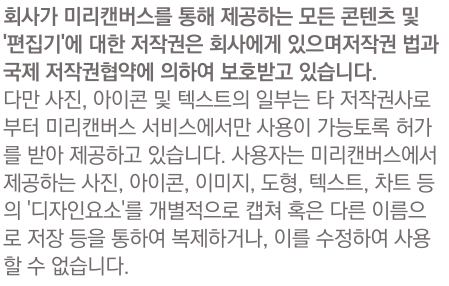 회사가 미리캔버스를 통해 제공하는 모든 콘텐츠 및
'편집기'에 대한 저작권은 회사에게 있으며저작권 법과
국제 저작권협약에 의하여 보호받고 있습니다.
다만 사진, 아이콘 및 텍스트의 일부는 타 저작권사로
부터 미리캔버스 서비스에서만 사용이 가능토록 허가
를 받아 제공하고 있습니다. 사용자는 미리캔버스에서
제공하는 사진, 아이콘, 이미지, 도형, 텍스트, 차트 등
의 '디자인요소'를 개별적으로 캡쳐 혹은 다른 이름으
로 저장 등을 통하여 복제하거나, 이를 수정하여 사용
할 수 없습니다.